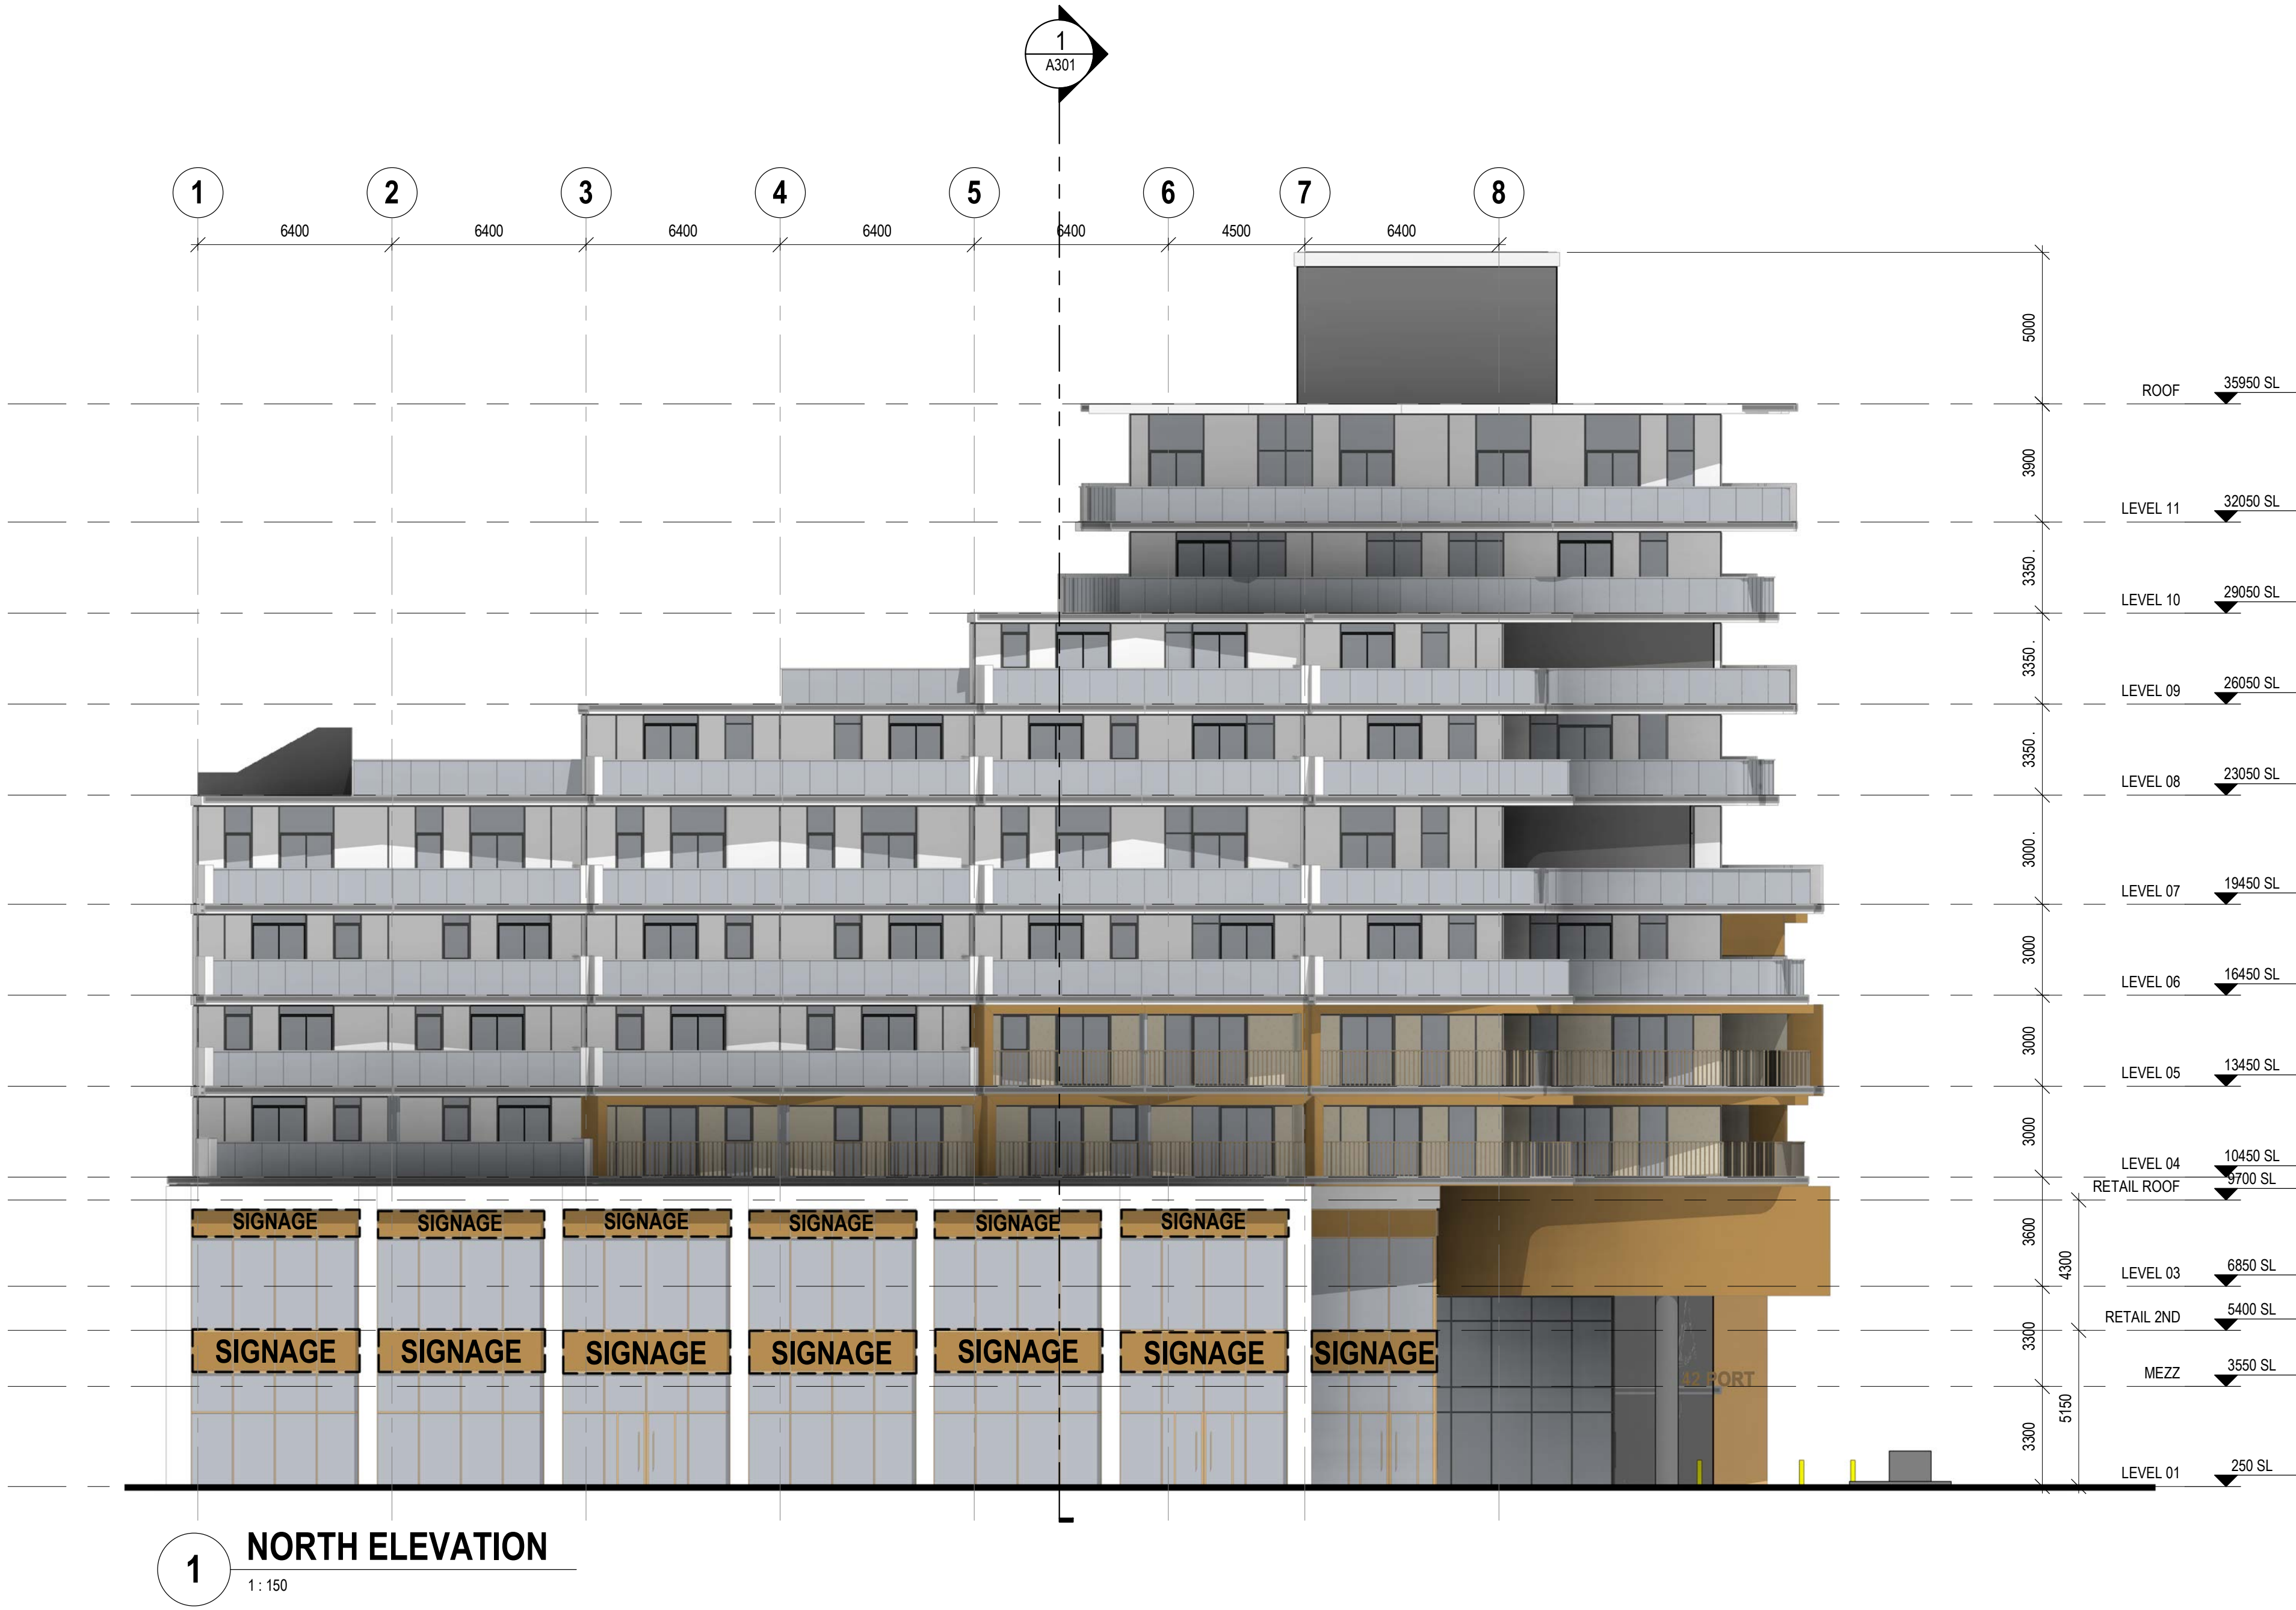 1
A301
1
2
3
4
5
6
7
8
6400
6400
6400
6400
6400
4500
6400
5000
ROOF
35950 SL
3900
LEVEL 11
32050 SL
3350 .
LEVEL 10
29050 SL
3350 .
LEVEL 09
26050 SL
3350 .
LEVEL 08
23050 SL
3000 .
LEVEL 07
19450 SL
3000
LEVEL 06
16450 SL
3000
LEVEL 05
13450 SL
3000
LEVEL 04
10450 SL
RETAIL ROOF
9700 SL
3600
4300
LEVEL 03
6850 SL
RETAIL 2ND
5400 SL
3300
MEZZ
3550 SL
5150
3300
LEVEL 01
250 SL
SIGNAGE
SIGNAGE
SIGNAGE
SIGNAGE
SIGNAGE
SIGNAGE
SIGNAGE
SIGNAGE
SIGNAGE
SIGNAGE
SIGNAGE
SIGNAGE
SIGNAGE
42 PORT
1
NORTH ELEVATION
1 : 150